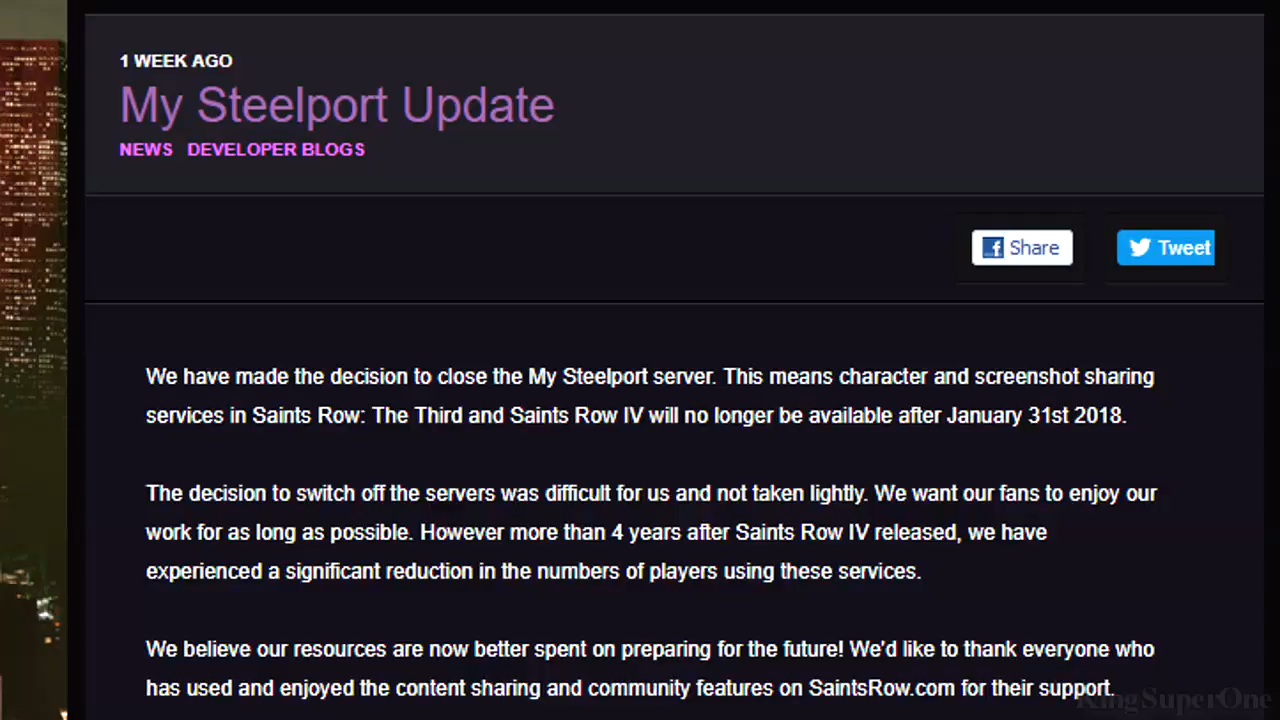 1 WEEK AGO
My Steelport Update
NEWS DEVELOPER BLOGS
Share Tweet
We have made the decision to close the My Steelport server. This means character and screenshot sharing
services in Saints Row: The Third and Saints Row IV will no longer be available after January 31st 2018.
The decision to switch off the servers was difficult for us and not taken lightly. We want our fans to enjoy our
work for as long as possible. However more than 4 years after Saints Row IV released, we have
experienced a significant reduction in the numbers of players using these services.
We believe our resources are now better spent on preparing for the future! We'd like to thank everyone who
has used and enjoyed the content sharing and community features on SaintsRow.com for their support.
KingSuperOne